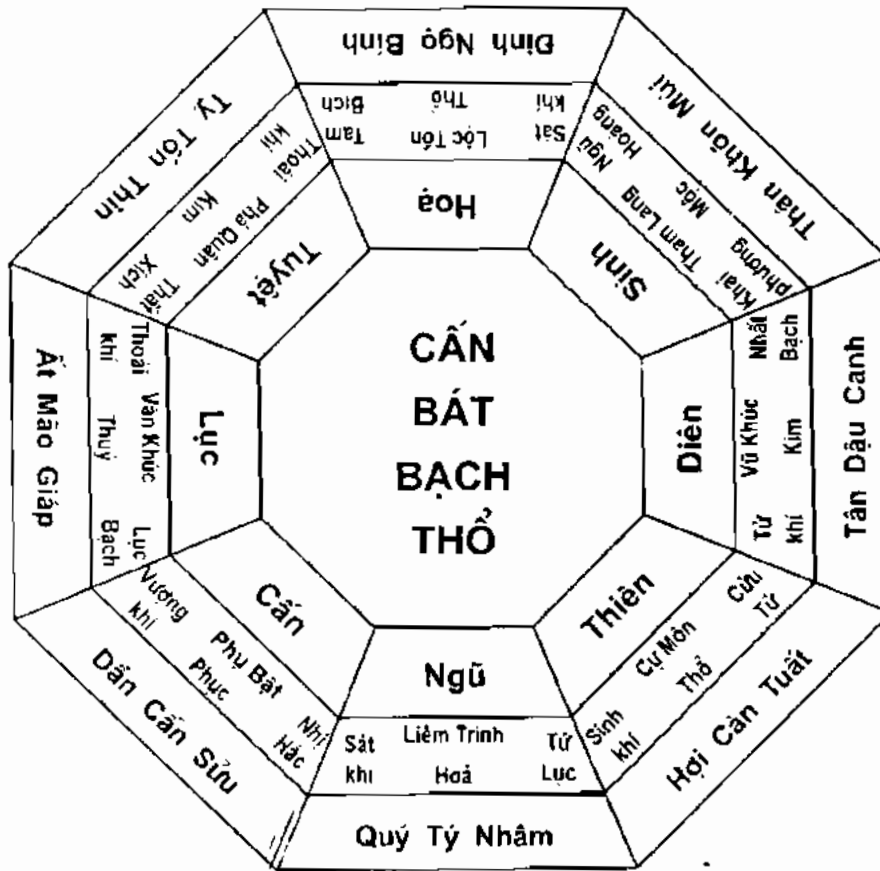 CẤN
BÁT
BẠCH
THỔ
Hoạ
Sát Lộc Tồn Tam
khí Thổ Bích
Đinh Ngọ Bính
Sinh
Khai Tham Lang Ngũ
phương Mộc Hoang
Thân Khôn Mùi
Diên
Tử Vũ Khúc Nhất
khí Kim Bạch
Tân Dậu Canh
Thiên
Sinh Cự Môn Cửu
khí Thổ Tử
Hợi Càn Tuất
Ngũ
Sát Liêm Trinh Tứ
khí Hoả Lục
Quý Tý Nhâm
Cấn
Vượng Phụ Bật Nhị
khí Phục Hắc
Dần Cấn Sửu
Lục
Thoái Văn Khúc Lục
khí Thuỷ Bạch
Ất Mão Giáp
Tuyệt
Thoái Phá Quân Thất
khí Kim Xích
Tỵ Tốn Thìn